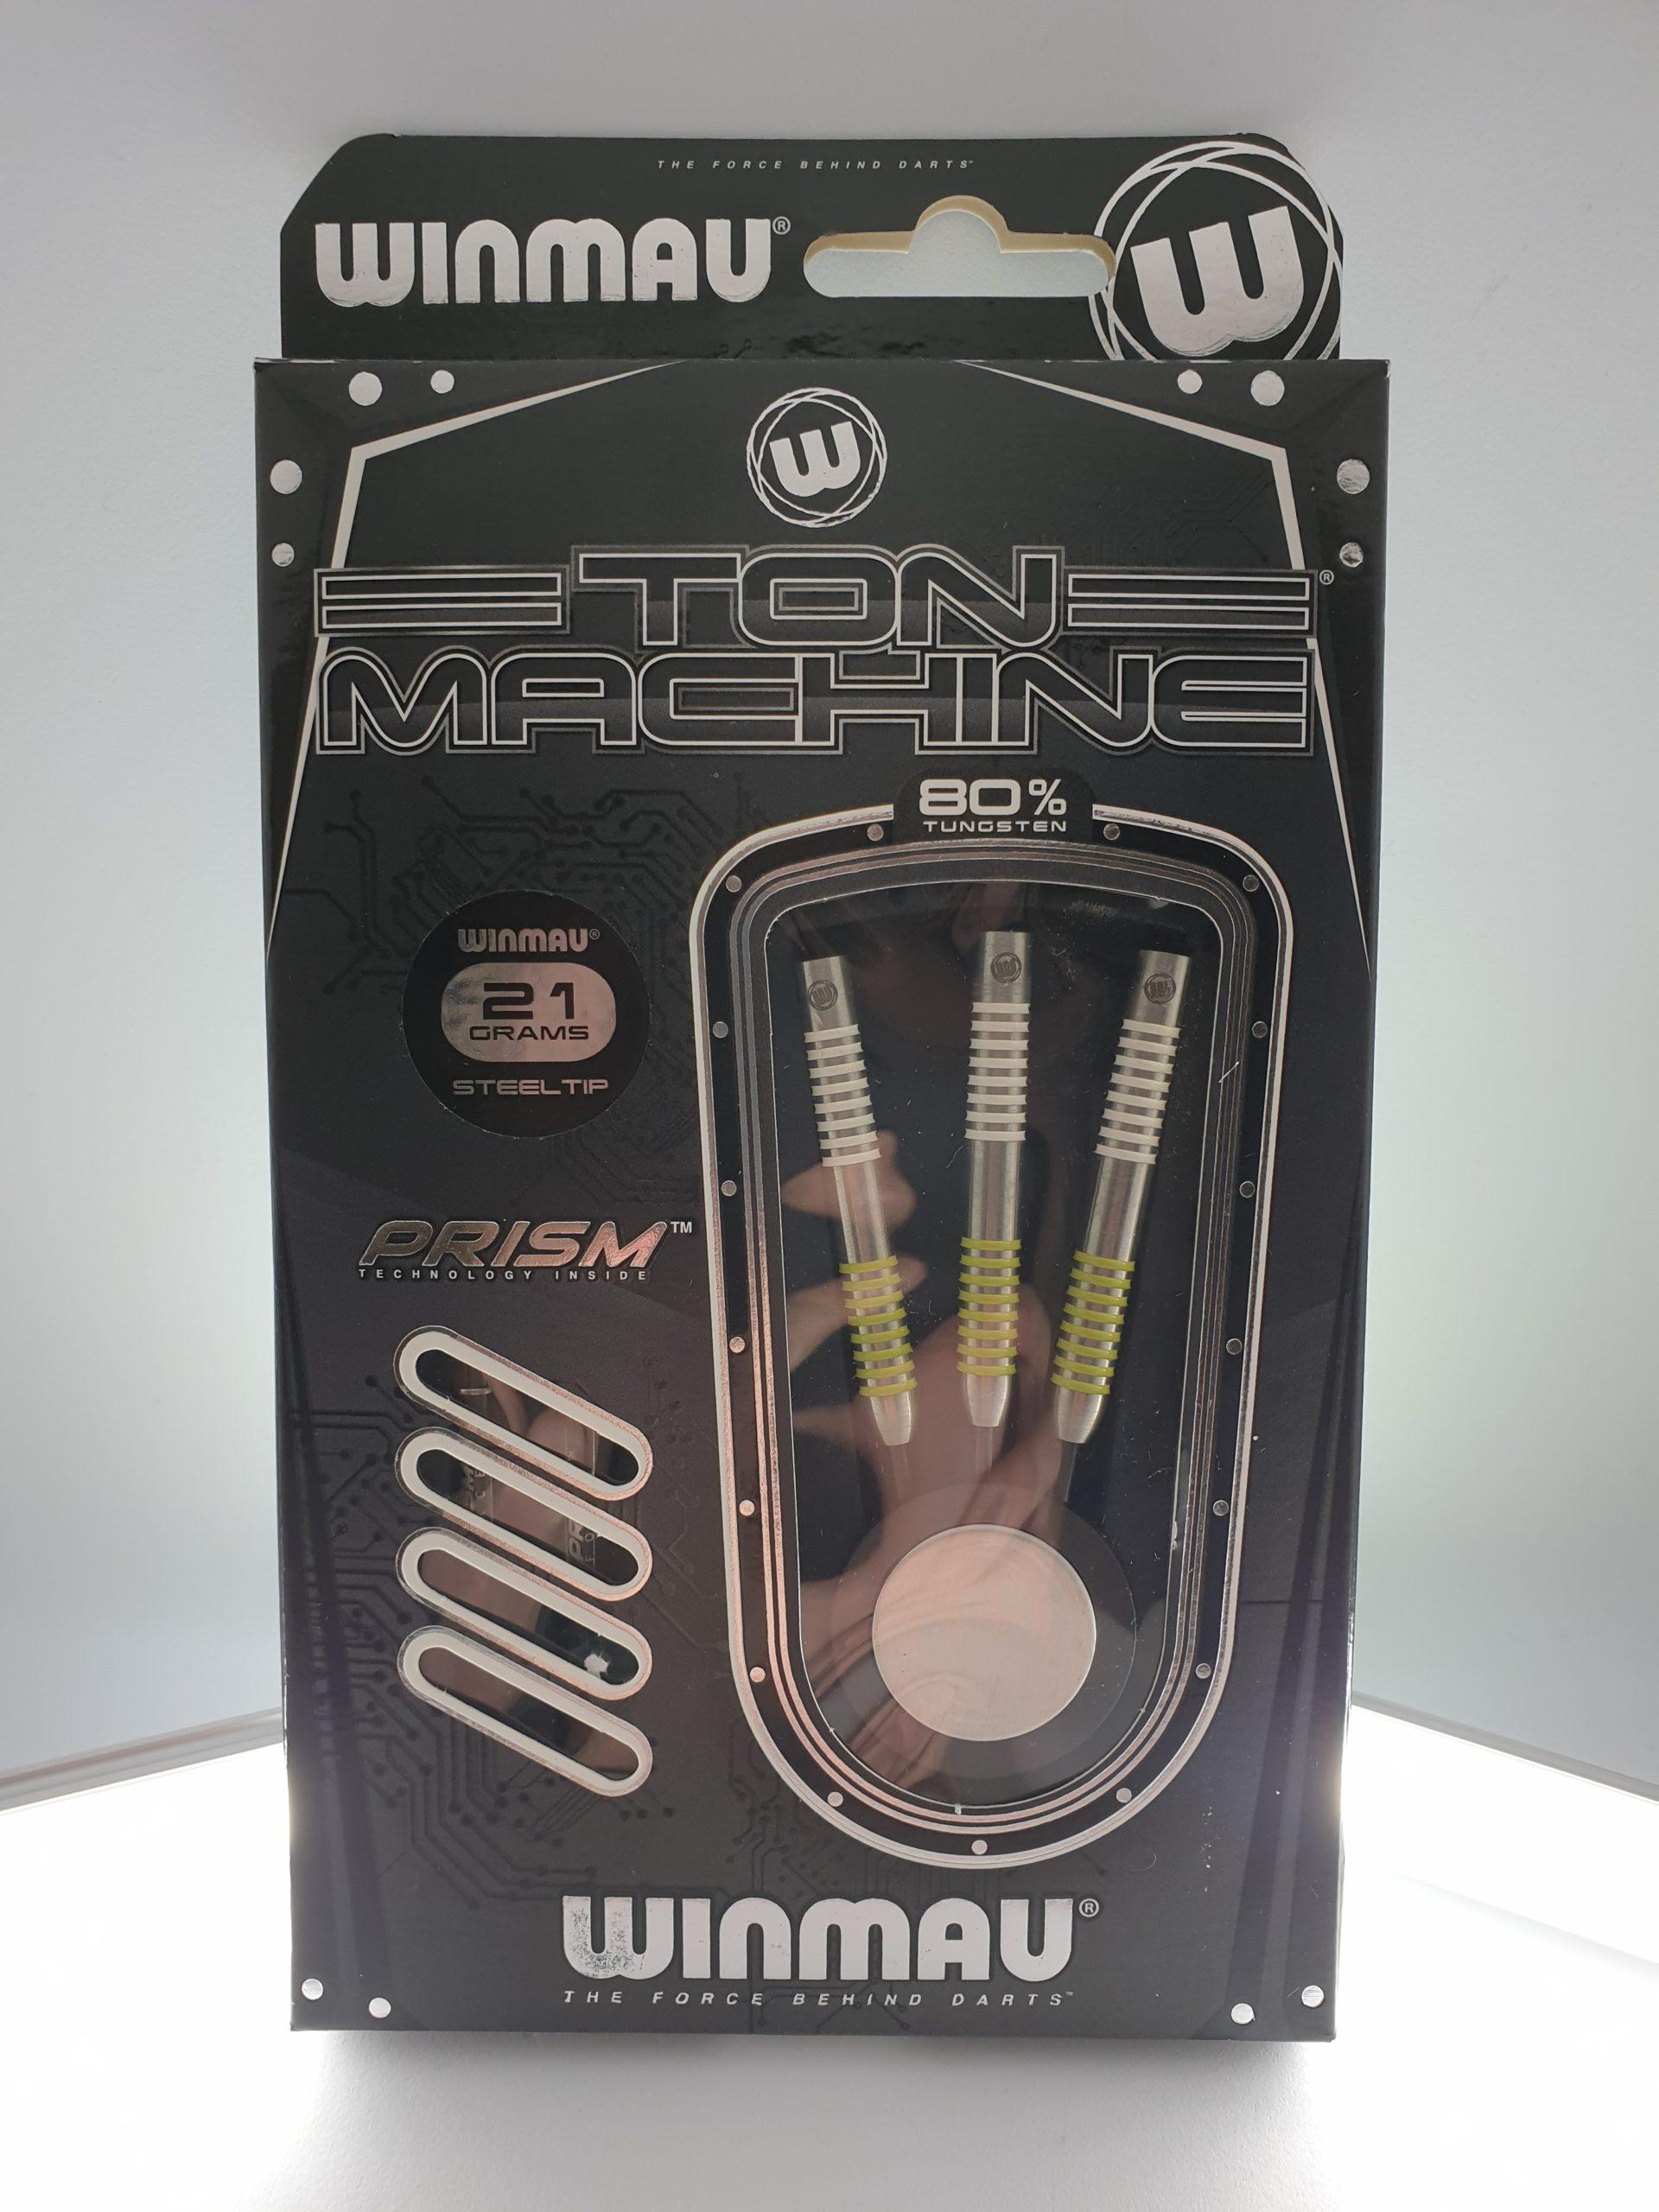 THE FORCE BEHIND DARTS™
WINMAU®
W
W
TON®
MACHINE
80%
TUNGSTEN
WINMAU®
21
GRAMS
STEELTIP
PRISM™
TECHNOLOGY INSIDE
WINMAU®
THE FORCE BEHIND DARTS™